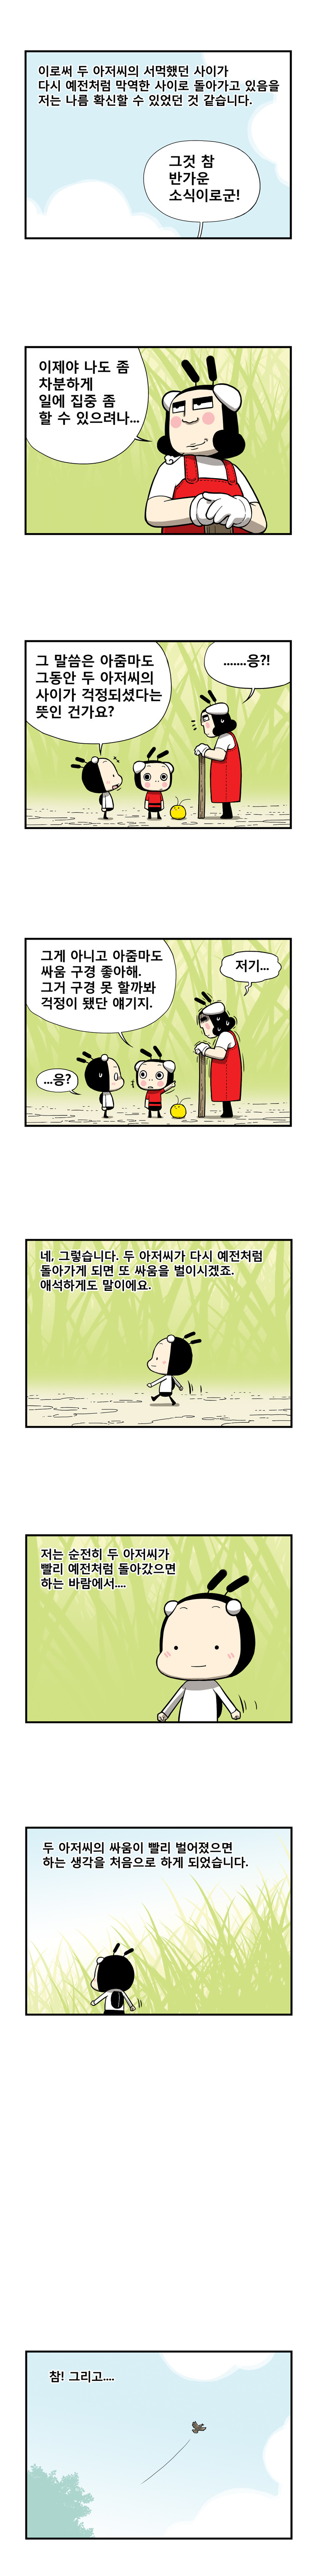 이로써 두 아저씨의 서먹했던 사이가
다시 예전처럼 막역한 사이로 돌아가고 있음을
저는 나름 확신할 수 있었던 것 같습니다.
그것 참
반가운
소식이로군!
이제야 나도 좀
차분하게
일에 집중 좀
할 수 있으려나...
그 말씀은 아줌마도
그동안 두 아저씨의
사이가 걱정되셨다는
뜻인 건가요?
.......응?!
그게 아니고 아줌마도
싸움 구경 좋아해.
그거 구경 못 할까봐
걱정이 됐단 얘기지.
저기...
...응?
네, 그렇습니다. 두 아저씨가 다시 예전처럼
돌아가게 되면 또 싸움을 벌이시겠죠.
애석하게도 말이에요.
저는 순전히 두 아저씨가
빨리 예전처럼 돌아갔으면
하는 바람에서....
두 아저씨의 싸움이 빨리 벌어졌으면
하는 생각을 처음으로 하게 되었습니다.
참! 그리고....